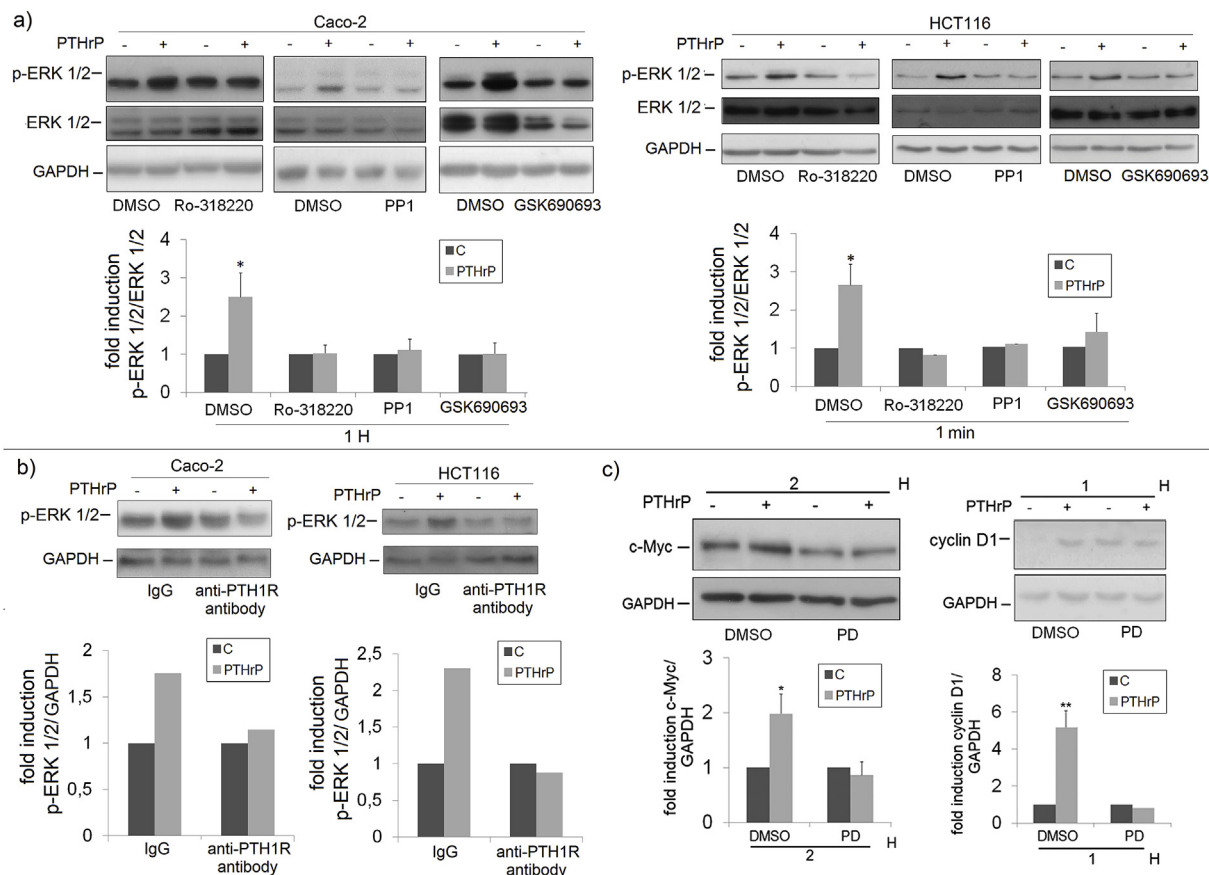 a)
Caco-2
PTHrP - + - + - + - + - + - +
p-ERK 1/2
ERK 1/2
GAPDH
DMSO Ro-318220 DMSO PP1 DMSO GSK690693
fold induction
p-ERK 1/2/ERK 1/2
4
3
2
1
0
*
C
PTHrP
DMSO Ro-318220 PP1 GSK690693
1 H
HCT116
PTHrP - + - + - + - + - + - +
p-ERK 1/2
ERK 1/2
GAPDH
DMSO Ro-318220 DMSO PP1 DMSO GSK690693
fold induction
p-ERK 1/2/ERK 1/2
4
3
2
1
0
*
C
PTHrP
DMSO Ro-318220 PP1 GSK690693
1 min
b)
Caco-2
PTHrP - + - +
p-ERK 1/2
GAPDH
IgG anti-PTH1R
antibody
fold induction
p-ERK 1/2/GAPDH
2
1,5
1
0,5
0
C
PTHrP
IgG anti-PTH1R
antibody
HCT116
PTHrP - + - +
p-ERK 1/2
GAPDH
IgG anti-PTH1R
antibody
fold induction
p-ERK 1/2/GAPDH
2,5
2
1,5
1
0,5
0
C
PTHrP
IgG anti-PTH1R
antibody
c)
2 H
PTHrP - + - +
c-Myc
GAPDH
DMSO PD
fold induction c-Myc/
GAPDH
3
2
1
0
*
C
PTHrP
DMSO PD
2 H
1 H
PTHrP - + - +
cyclin D1
GAPDH
DMSO PD
fold induction cyclin D1/
GAPDH
8
6
4
2
0
**
C
PTHrP
DMSO PD
1 H